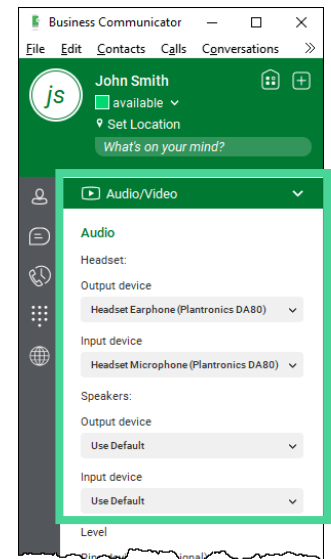 Business Communicator
File Edit Contacts Calls Conversations »
js
John Smith
available
Set Location
What's on your mind?
Audio/Video
Audio
Headset:
Output device
Headset Earphone (Plantronics DA80)
Input device
Headset Microphone (Plantronics DA80)
Speakers:
Output device
Use Default
Input device
Use Default
Level